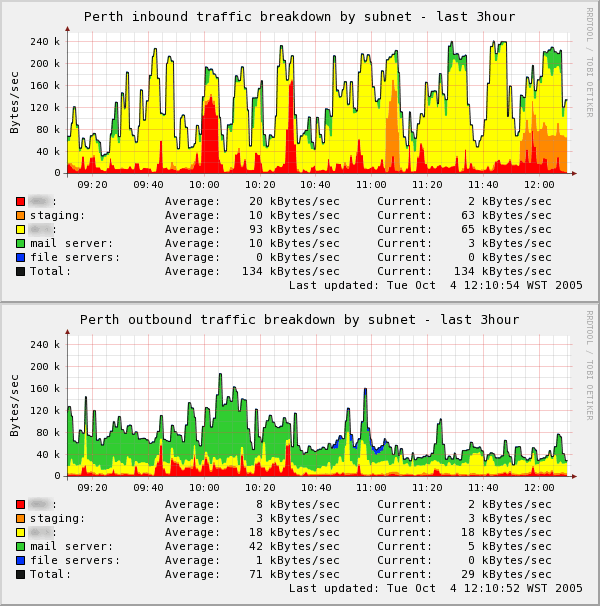 Perth inbound traffic breakdown by subnet - last 3hour
RRDTOOL / TOBI OETIKER
Bytes/sec
240 k
200 k
160 k
120 k
80 k
40 k
0
09:20 09:40 10:00 10:20 10:40 11:00 11:20 11:40 12:00
: Average: 20 kBytes/sec Current: 2 kBytes/sec
staging: Average: 10 kBytes/sec Current: 63 kBytes/sec
: Average: 93 kBytes/sec Current: 65 kBytes/sec
mail server: Average: 10 kBytes/sec Current: 3 kBytes/sec
file servers: Average: 0 kBytes/sec Current: 0 kBytes/sec
Total: Average: 134 kBytes/sec Current: 134 kBytes/sec
Last updated: Tue Oct 4 12:10:54 WST 2005
Perth outbound traffic breakdown by subnet - last 3hour
RRDTOOL / TOBI OETIKER
Bytes/sec
240 k
200 k
160 k
120 k
80 k
40 k
0
09:20 09:40 10:00 10:20 10:40 11:00 11:20 11:40 12:00
: Average: 8 kBytes/sec Current: 2 kBytes/sec
staging: Average: 3 kBytes/sec Current: 3 kBytes/sec
: Average: 18 kBytes/sec Current: 18 kBytes/sec
mail server: Average: 42 kBytes/sec Current: 5 kBytes/sec
file servers: Average: 1 kBytes/sec Current: 0 kBytes/sec
Total: Average: 71 kBytes/sec Current: 29 kBytes/sec
Last updated: Tue Oct 4 12:10:52 WST 2005